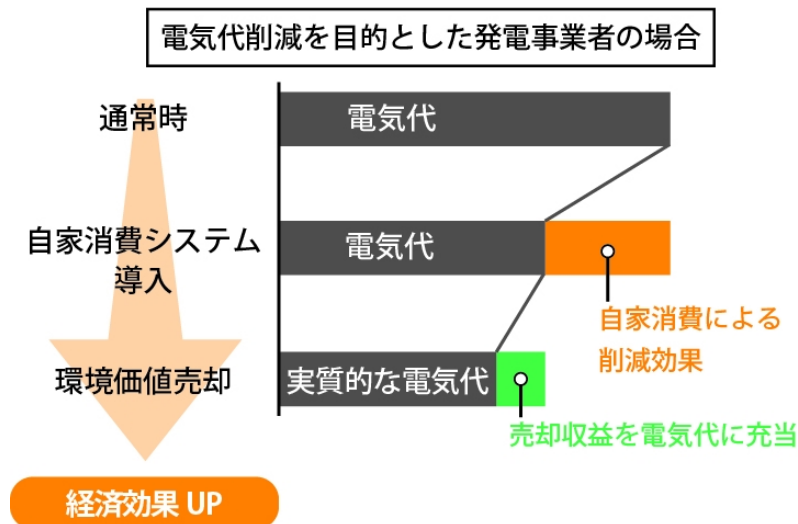 電気代削減を目的とした発電事業者の場合
通常時
電気代
自家消費システム
導入
電気代
自家消費による
削減効果
環境価値売却
実質的な電気代
売却収益を電気代に充当
経済効果 UP